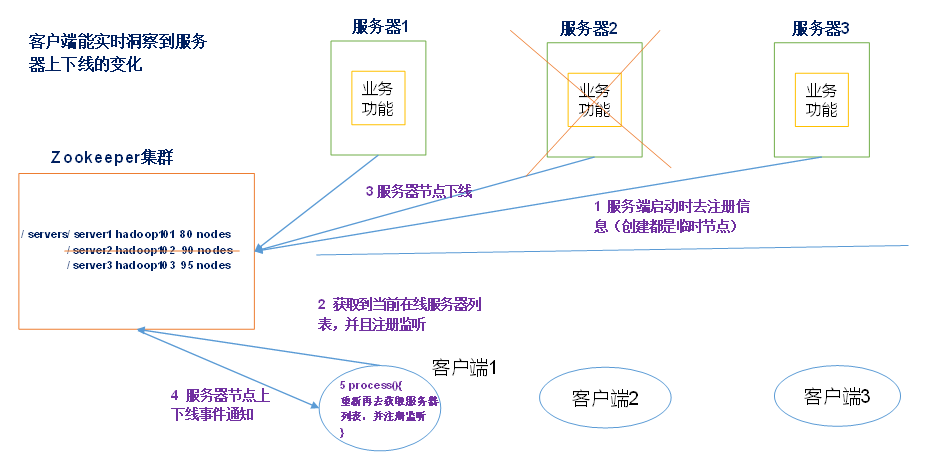 客户端能实时洞察到服务
器上下线的变化
服务器1
服务器2
服务器3
业务
功能
业务
功能
业务
功能
Zookeeper集群
3 服务器节点下线
1 服务端启动时去注册信
息（创建都是临时节点）
/ servers/ server1 hadoop101 80 nodes
/ server2 hadoop102 90 nodes
/ server3 hadoop103 95 nodes
2 获取到当前在线服务器列
表，并且注册监听
4 服务器节点上
下线事件通知
客户端1
5 process(){
重新再去获取服务器
列表，并注册监听
}
客户端2
客户端3